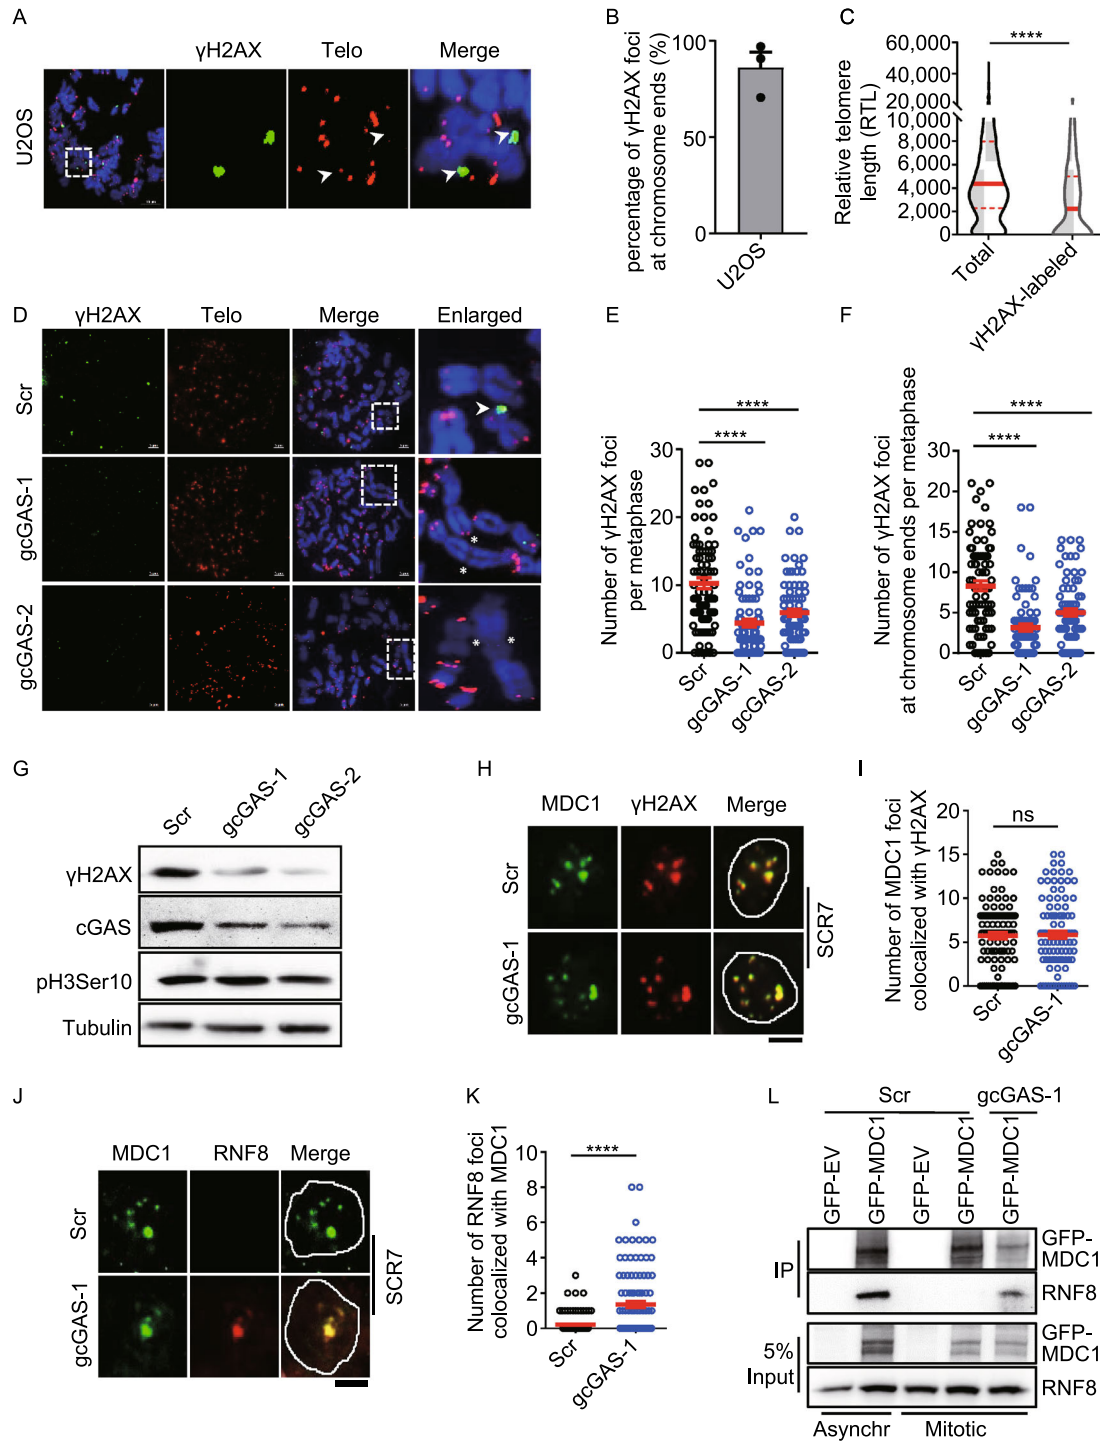 A
γH2AX Telo Merge
U2OS
B
percentage of γH2AX foci
at chromosome ends (%)
100
50
0
U2OS
C
Relative telomere
length (RTL)
****
60,000
40,000
20,000
10,000
8,000
6,000
4,000
2,000
0
Total
γH2AX-labeled
D
γH2AX Telo Merge Enlarged
Scr
gcGAS-1
* *
gcGAS-2
* *
E
Number of γH2AX foci
per metaphase
****
****
30
20
10
0
Scr
gcGAS-1
gcGAS-2
F
Number of γH2AX foci
at chromosome ends per metaphase
****
****
25
20
15
10
5
0
Scr
gcGAS-1
gcGAS-2
G
Scr gcGAS-1 gcGAS-2
γH2AX
cGAS
pH3Ser10
Tubulin
H
MDC1 γH2AX Merge
Scr
gcGAS-1
SCR7
I
Number of MDC1 foci
colocalized with γH2AX
ns
20
15
10
5
0
Scr
gcGAS-1
J
MDC1 RNF8 Merge
Scr
gcGAS-1
SCR7
K
Number of RNF8 foci
colocalized with MDC1
****
10
8
6
4
2
0
Scr
gcGAS-1
L
Scr gcGAS-1
GFP-EV GFP-MDC1 GFP-EV GFP-MDC1 GFP-MDC1
IP
GFP-
MDC1
RNF8
5%
Input
GFP-
MDC1
RNF8
Asynchr Mitotic